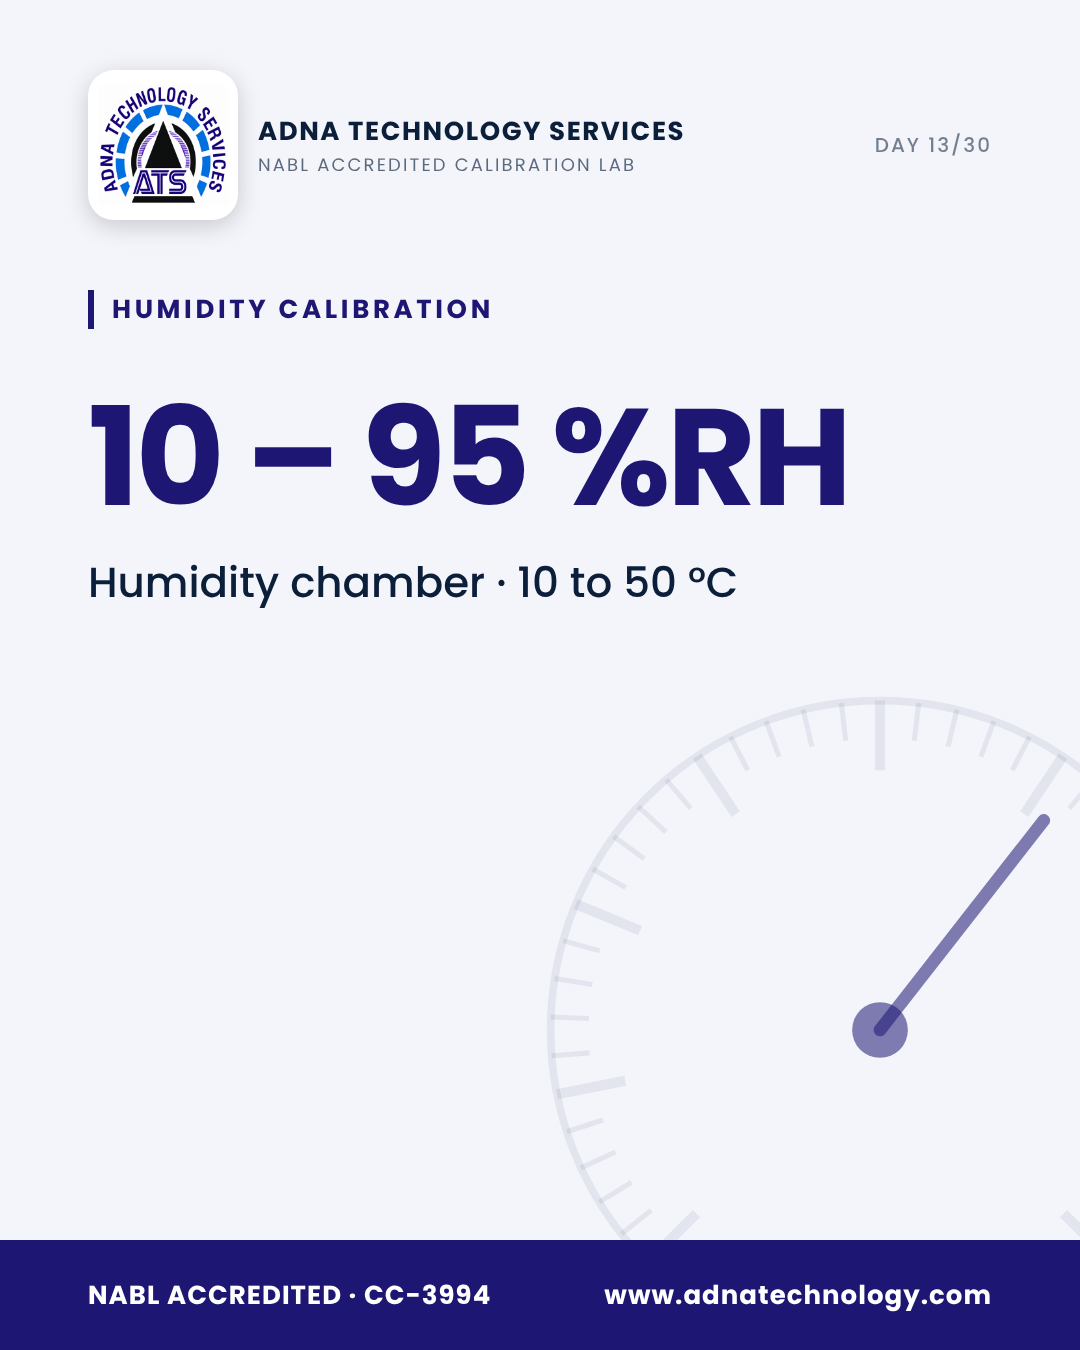 ADNA TECHNOLOGY SERVICES
ATS
ADNA TECHNOLOGY SERVICES
NABL ACCREDITED CALIBRATION LAB
DAY 13/30
HUMIDITY CALIBRATION
10 – 95 %RH
Humidity chamber · 10 to 50 °C
NABL ACCREDITED · CC-3994
www.adnatechnology.com